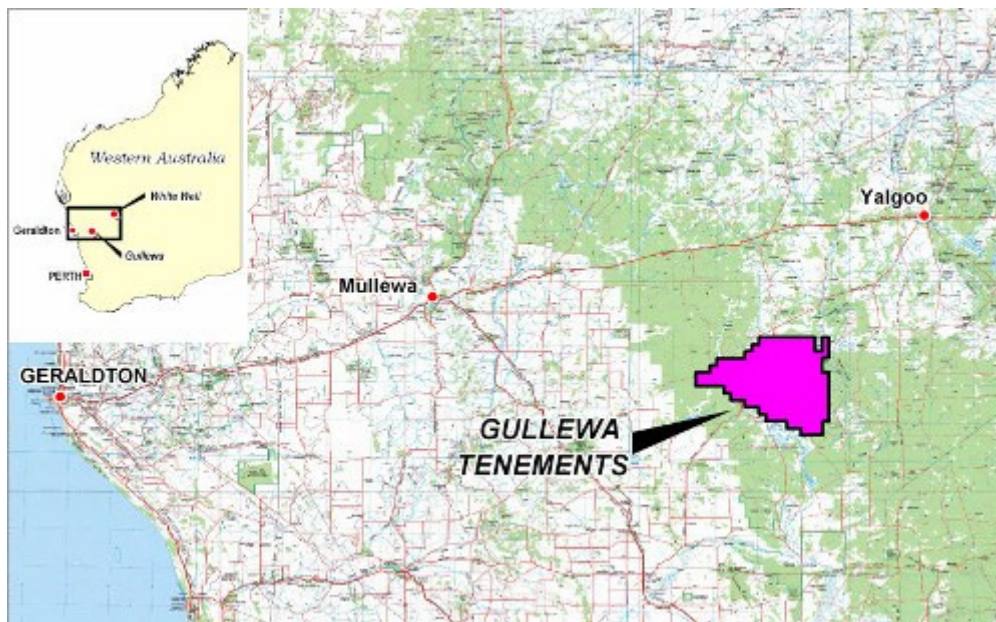 Western Australia
White Well
Geraldton
Gullewa
PERTH
Yalgoo
Mullewa
GERALDTON
GULLEWA
TENEMENTS